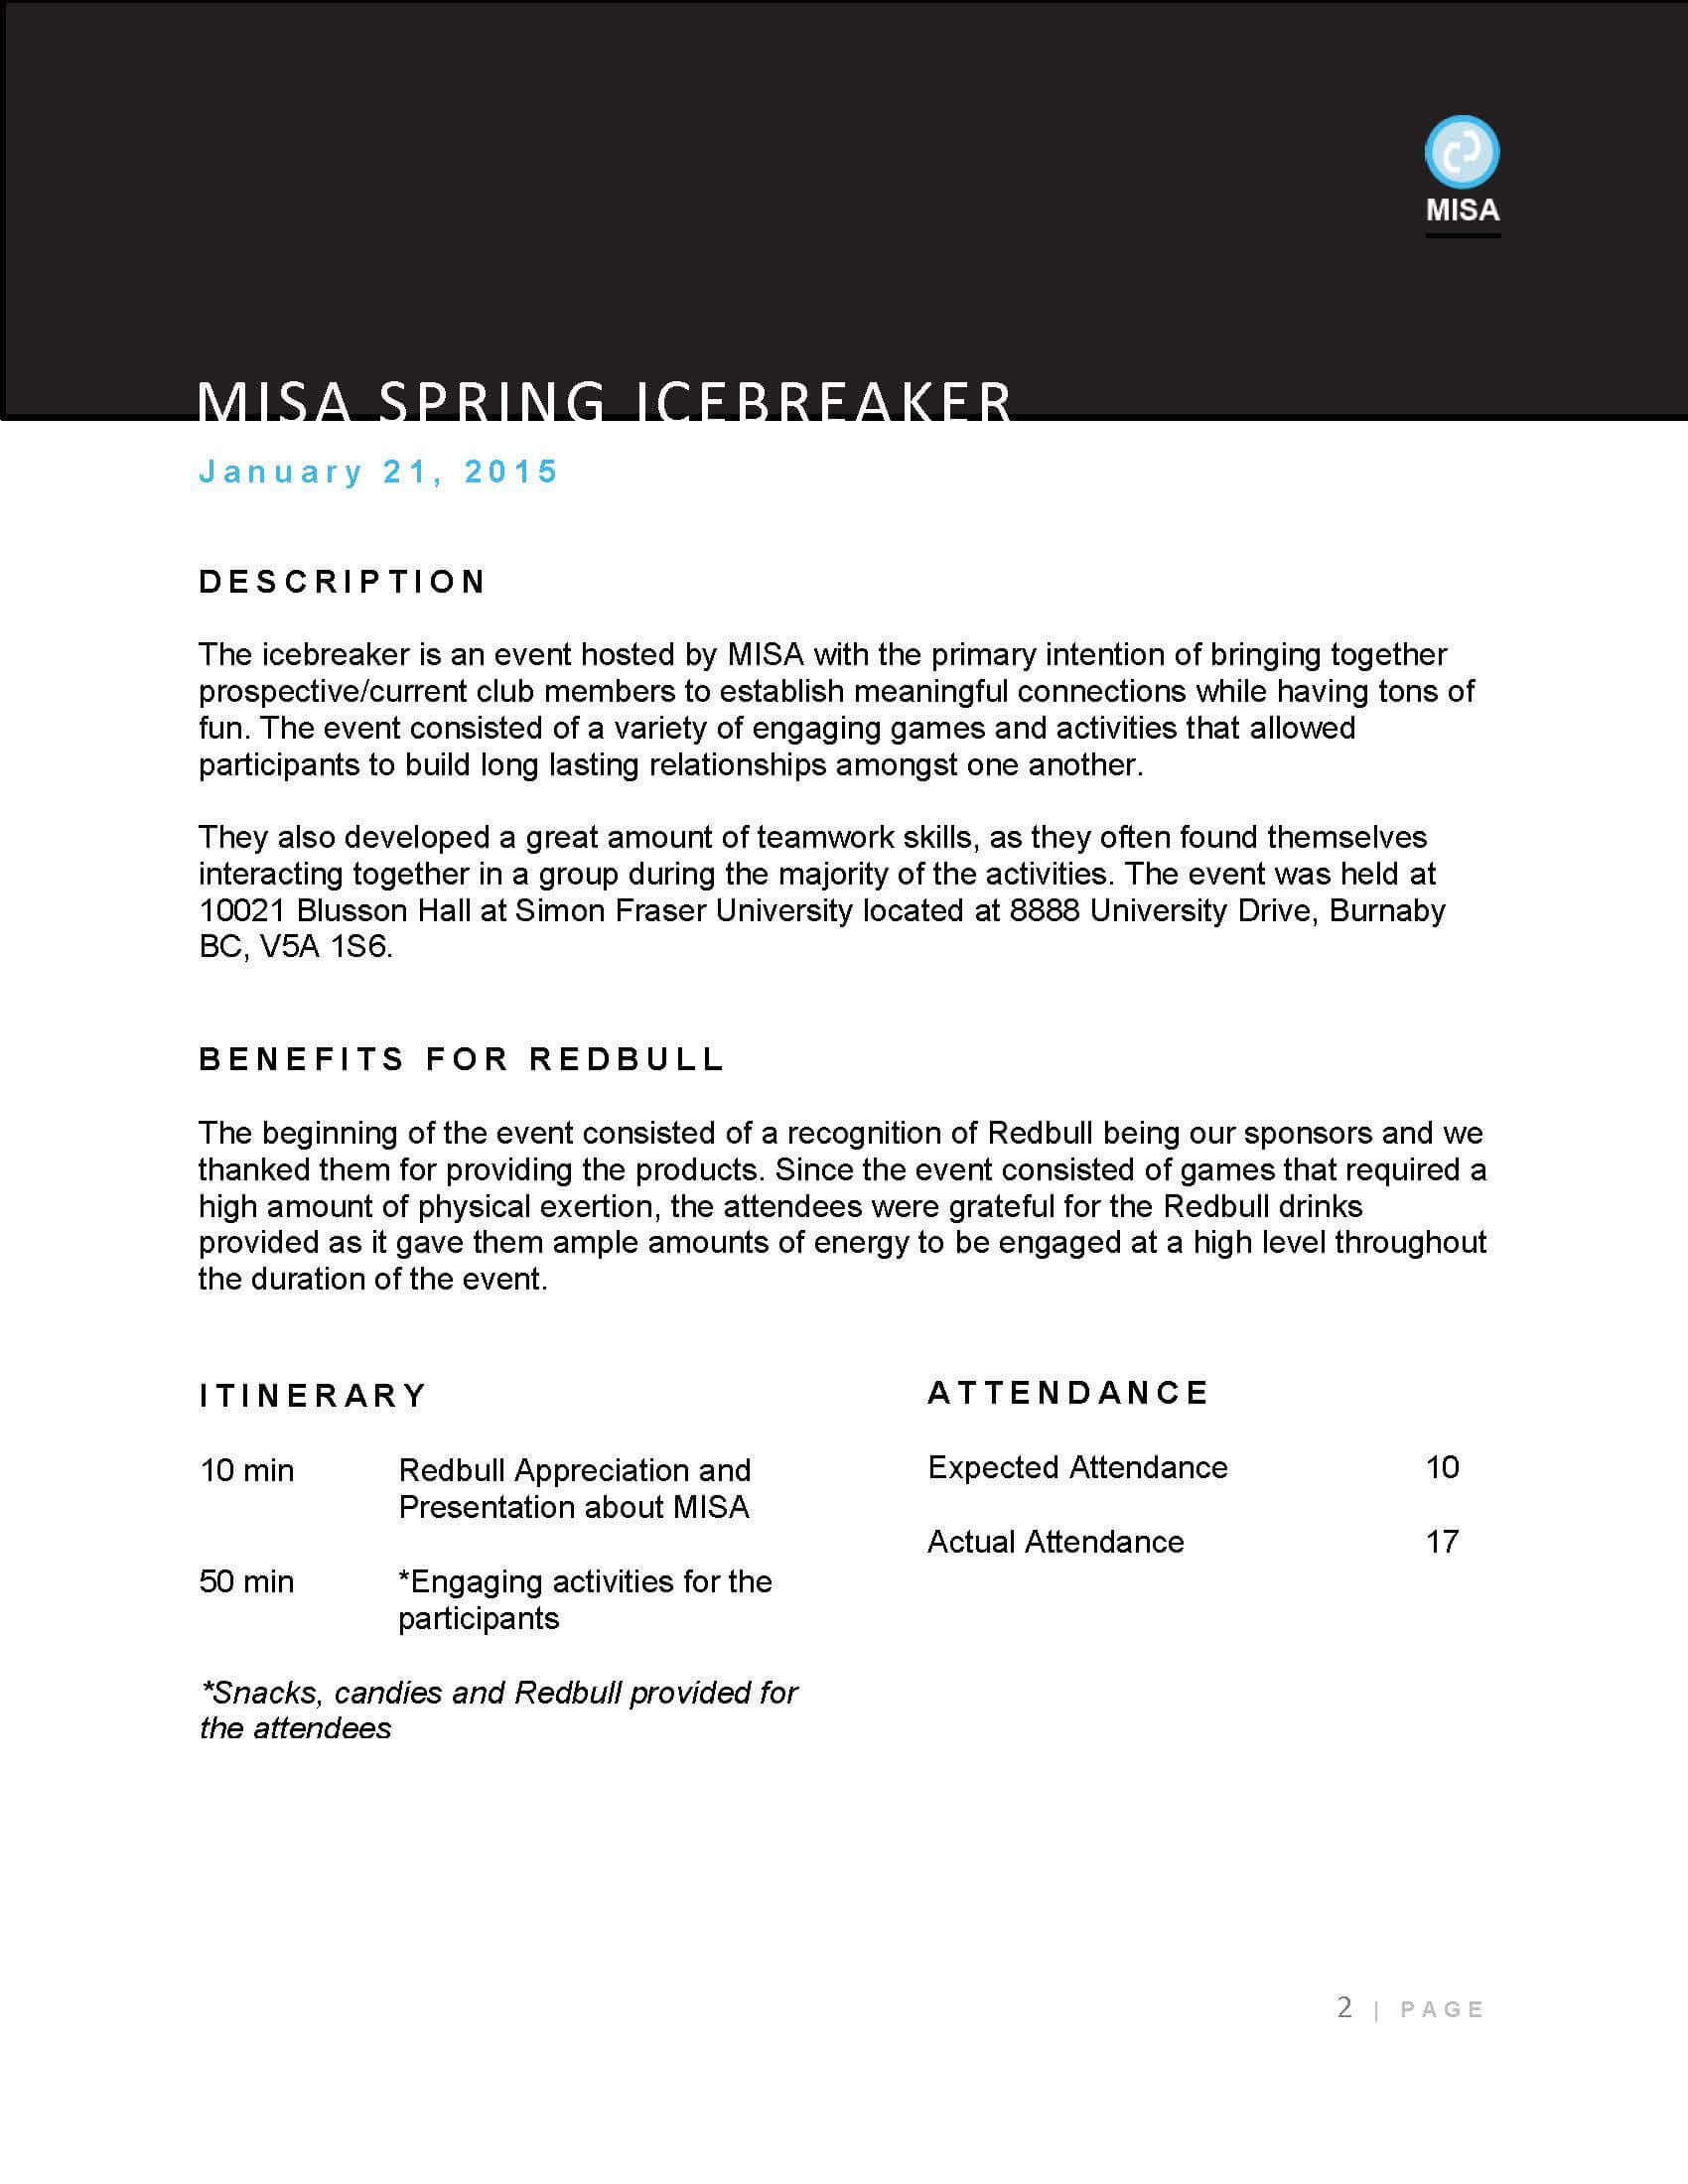 MISA
MISA SPRING ICEBREAKER
January 21, 2015
DESCRIPTION
The icebreaker is an event hosted by MISA with the primary intention of bringing together
prospective/current club members to establish meaningful connections while having tons of
fun. The event consisted of a variety of engaging games and activities that allowed
participants to build long lasting relationships amongst one another.
They also developed a great amount of teamwork skills, as they often found themselves
interacting together in a group during the majority of the activities. The event was held at
10021 Blusson Hall at Simon Fraser University located at 8888 University Drive, Burnaby
BC, V5A 1S6.
BENEFITS FOR REDBULL
The beginning of the event consisted of a recognition of Redbull being our sponsors and we
thanked them for providing the products. Since the event consisted of games that required a
high amount of physical exertion, the attendees were grateful for the Redbull drinks
provided as it gave them ample amounts of energy to be engaged at a high level throughout
the duration of the event.
ITINERARY
10 min Redbull Appreciation and
Presentation about MISA
50 min *Engaging activities for the
participants
*Snacks, candies and Redbull provided for
the attendees
ATTENDANCE
Expected Attendance 10
Actual Attendance 17
2 | PAGE